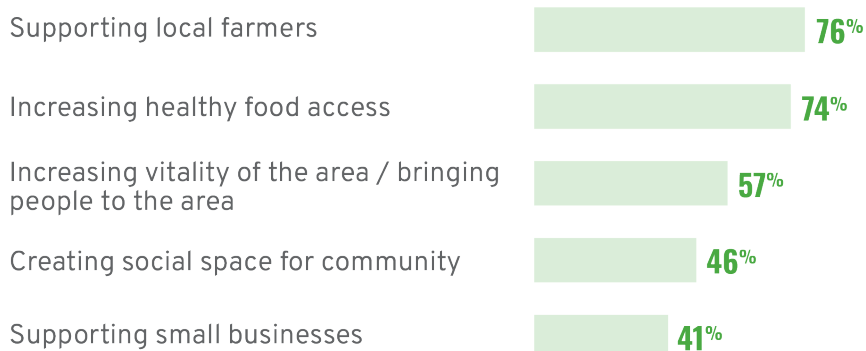 Supporting local farmers 76%
Increasing healthy food access 74%
Increasing vitality of the area / bringing
people to the area 57%
Creating social space for community 46%
Supporting small businesses 41%